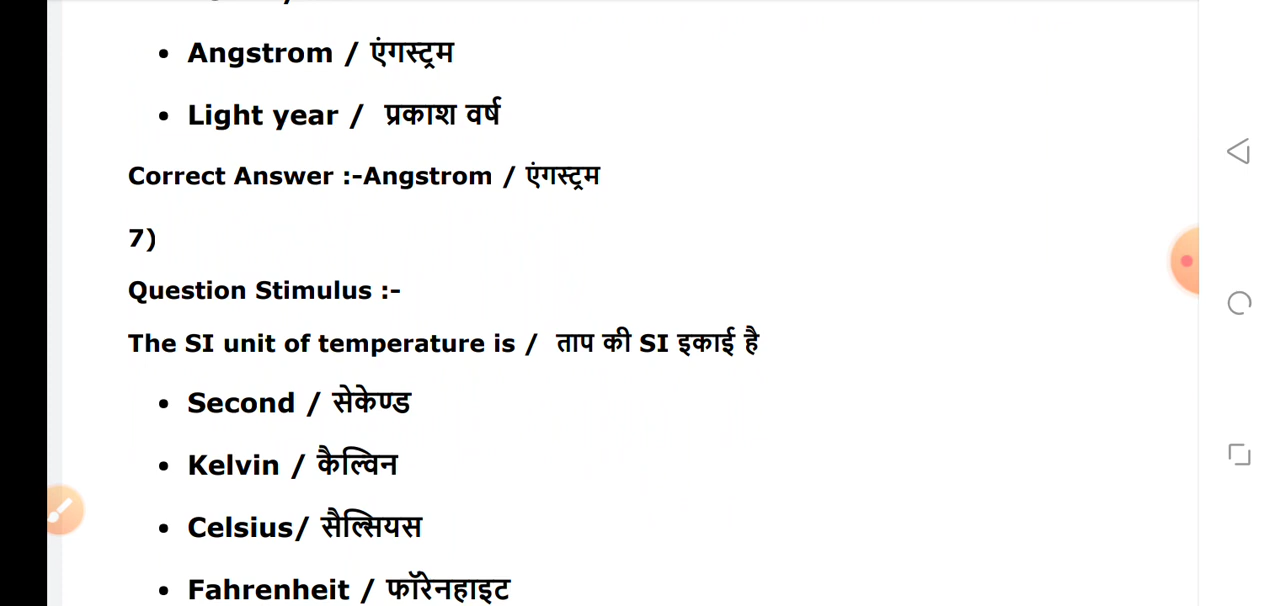 • Angstrom / एंगस्ट्रम
• Light year / प्रकाश वर्ष
Correct Answer :-Angstrom / एंगस्ट्रम
7)
Question Stimulus :-
The SI unit of temperature is / ताप की SI इकाई है
• Second / सेकेण्ड
• Kelvin / कैल्विन
• Celsius/ सैल्सियस
• Fahrenheit / फॉरेनहाइट